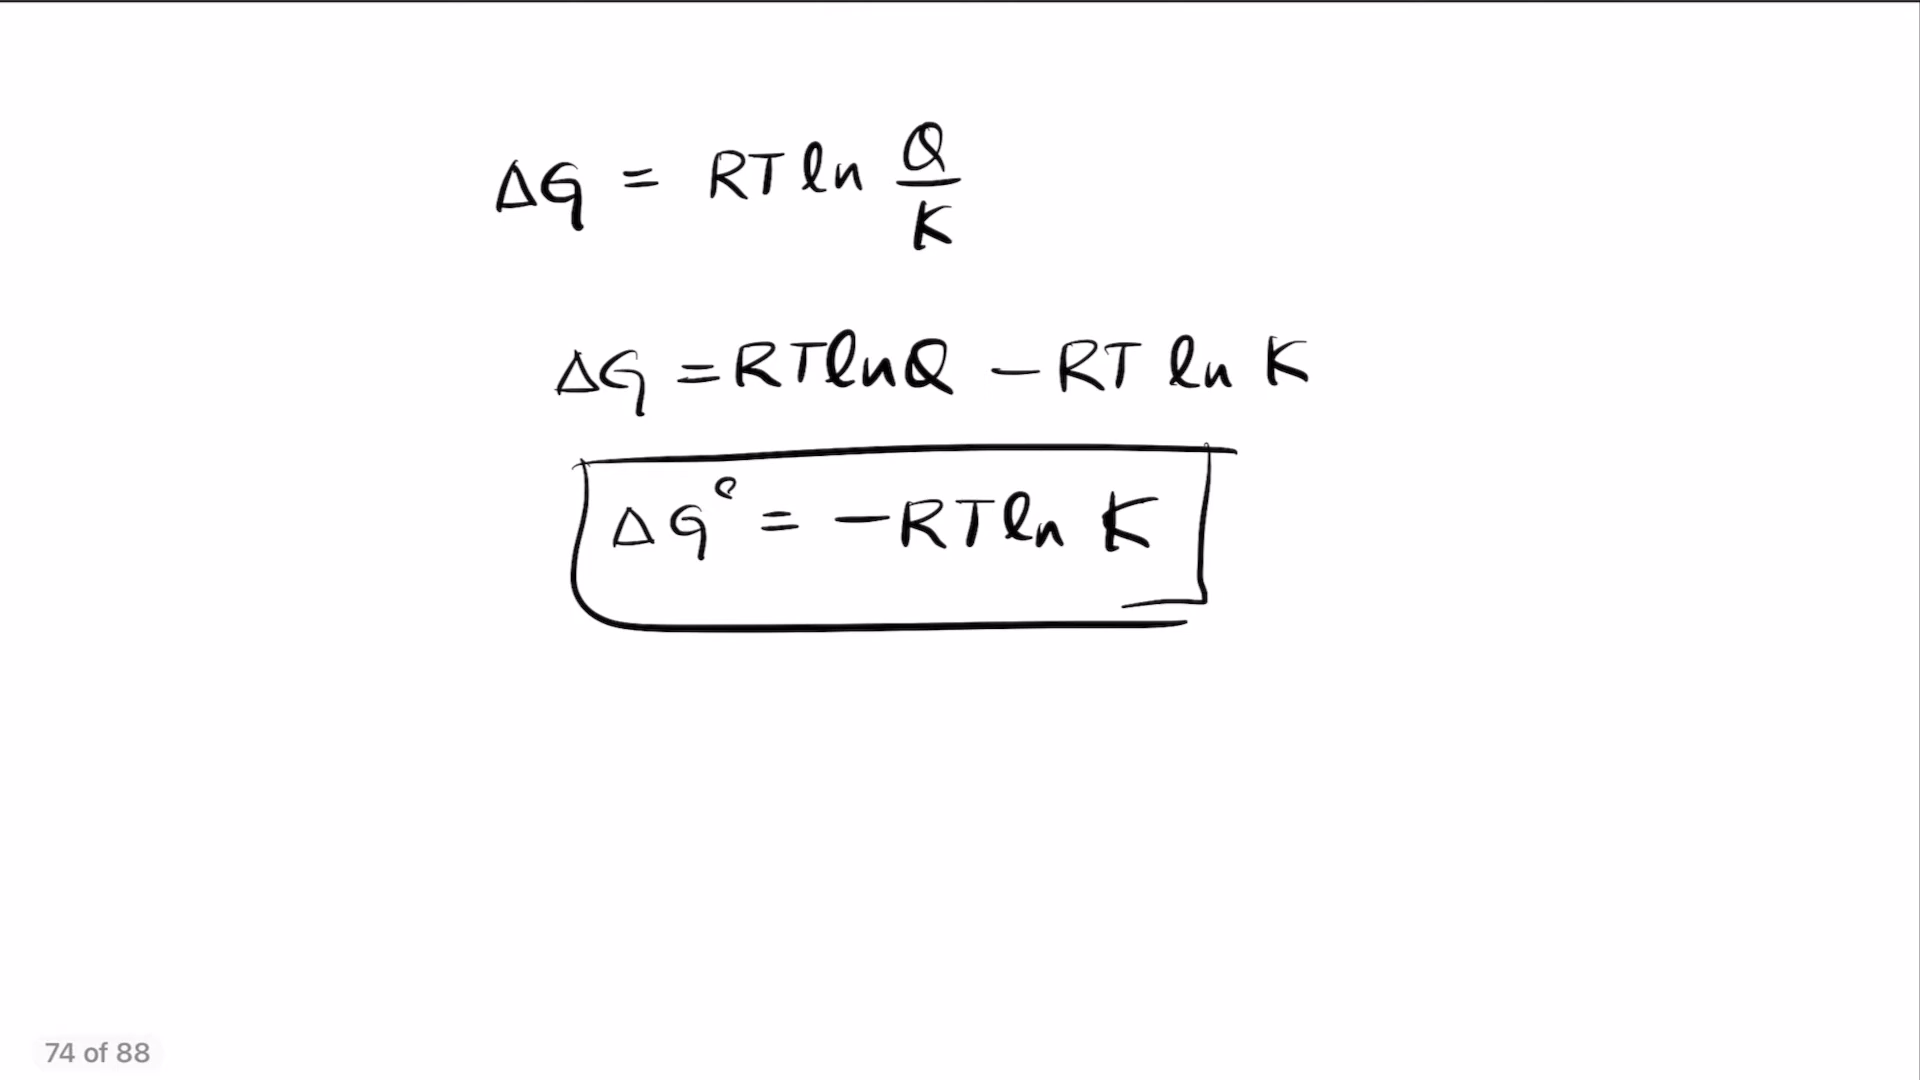 ΔG = RT ln Q/K
ΔG = RT ln Q − RT ln K
ΔG° = −RT ln K
74 of 88